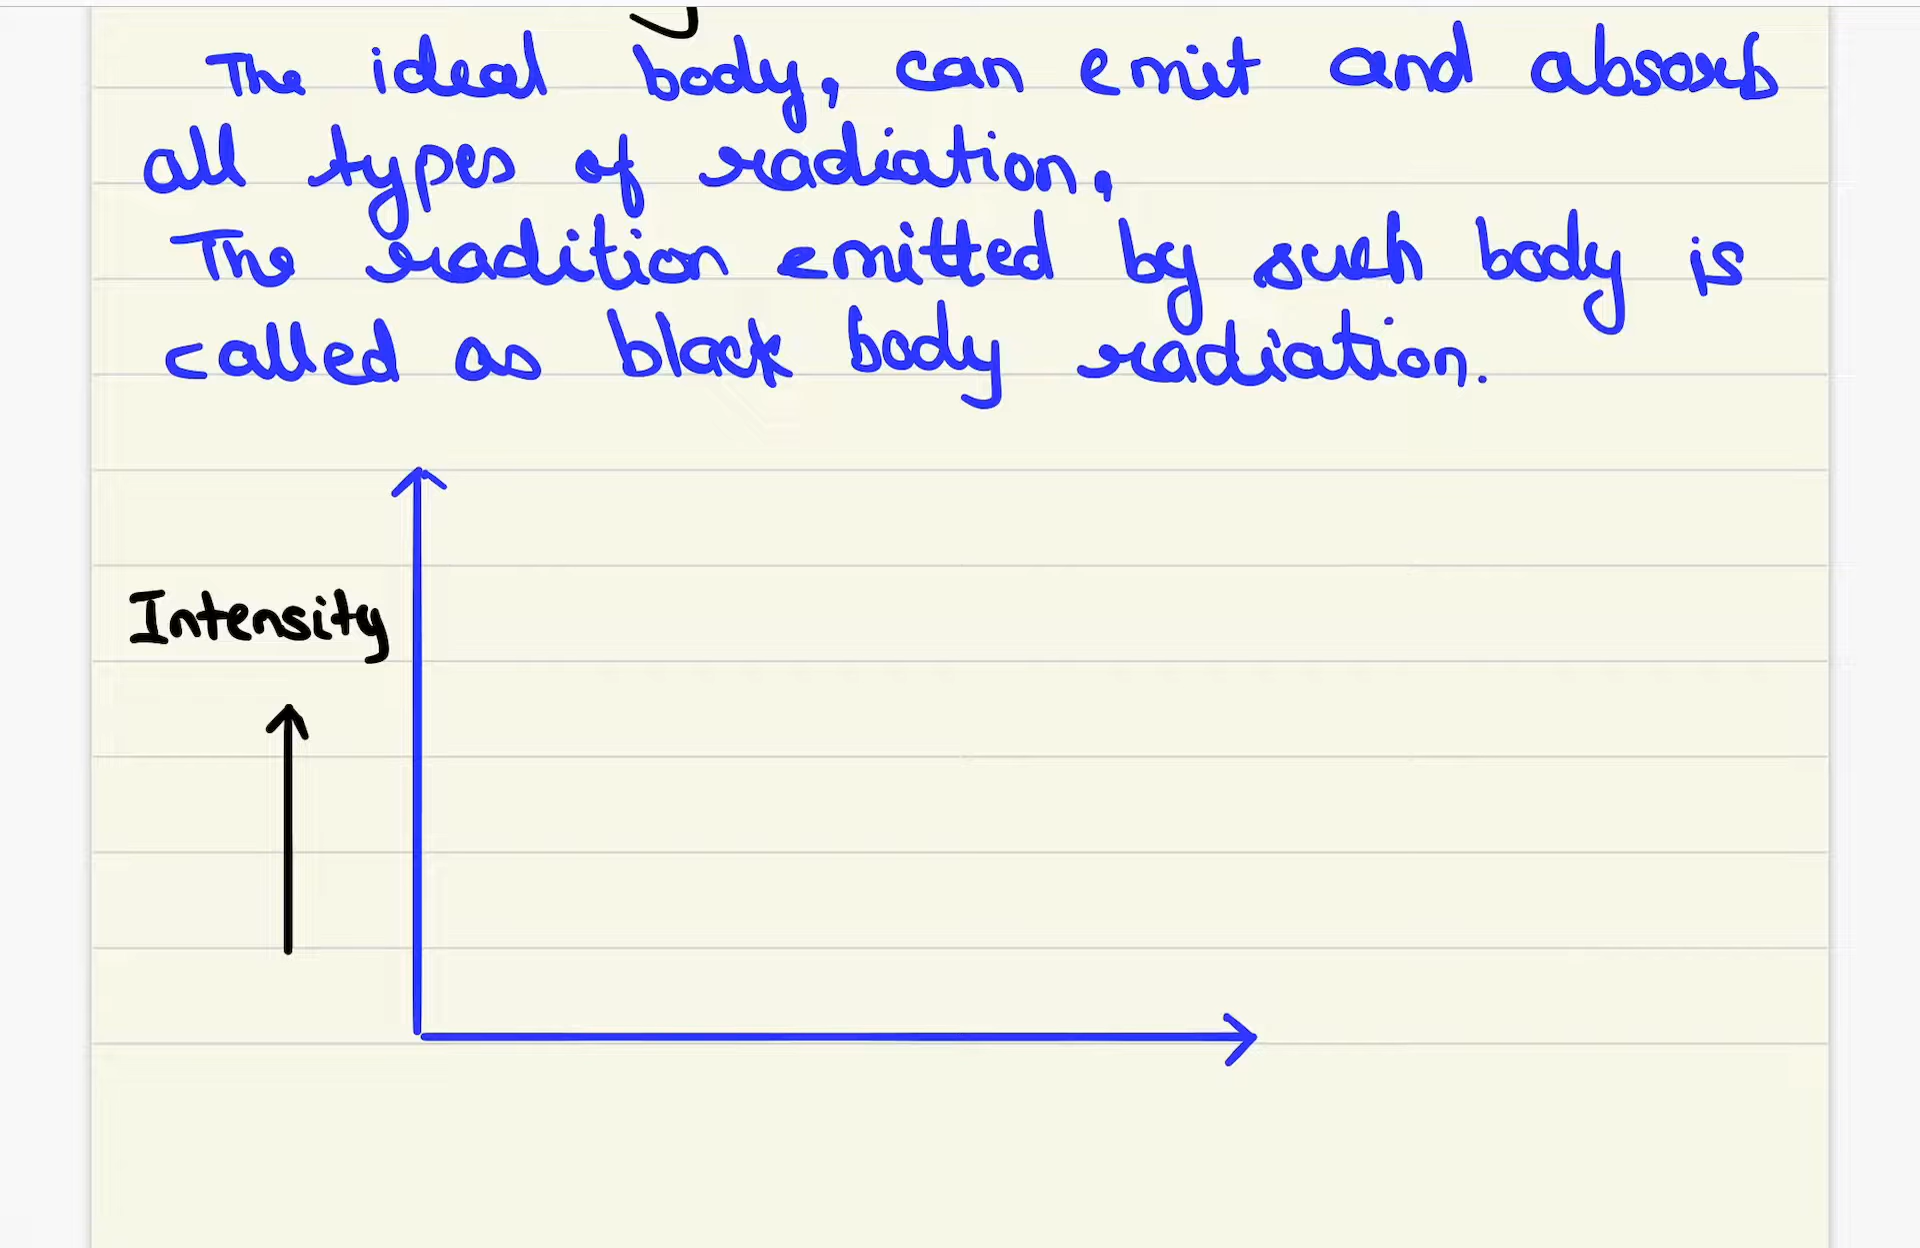 The ideal body, can emit and absorb
all types of radiation,
The radition emitted by such body is
called as black body radiation.
Intensity